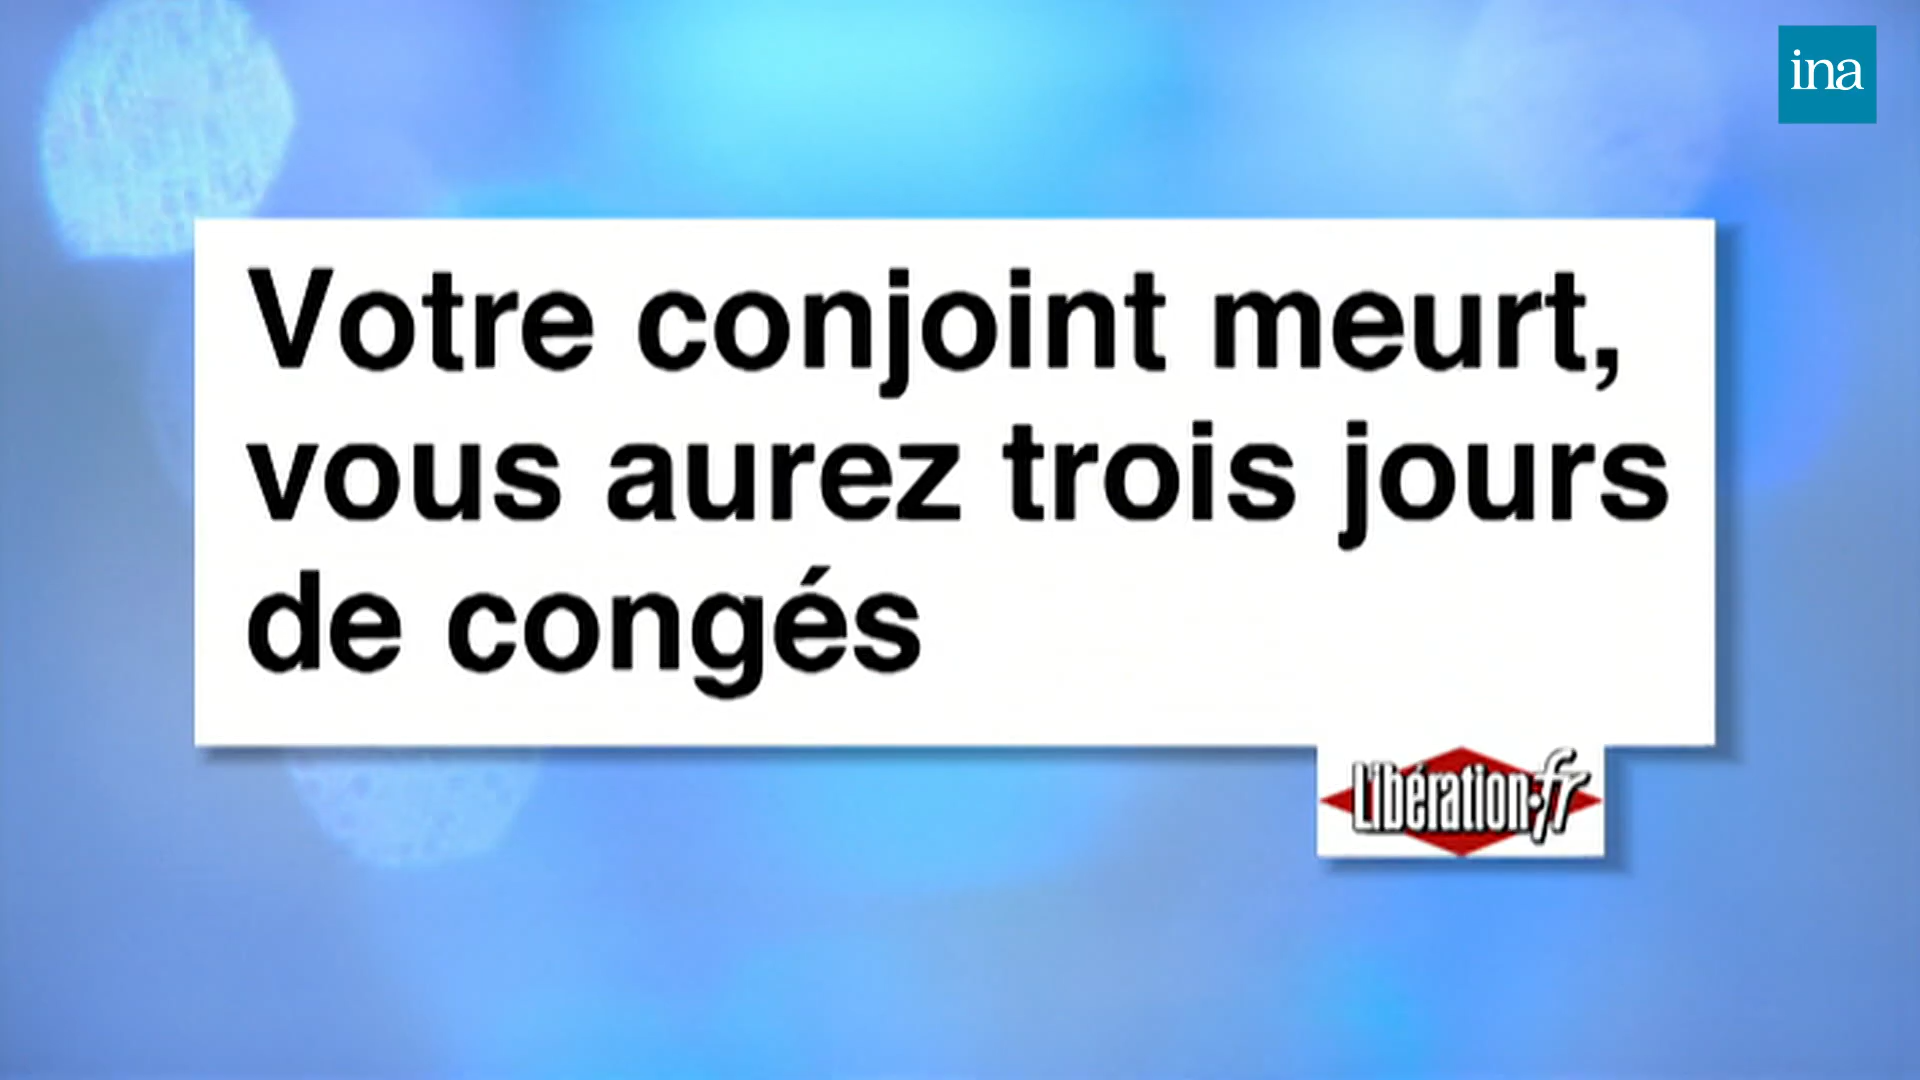 ina
Votre conjoint meurt,
vous aurez trois jours
de congés
Libération.fr